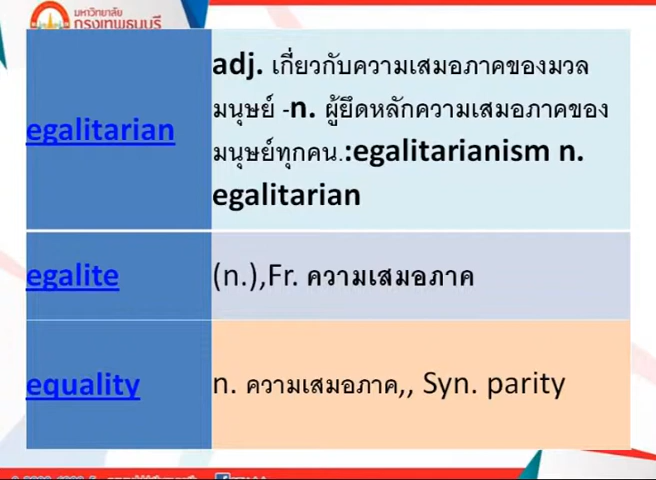 มหาวิทยาลัย
กรุงเทพธนบุรี
egalitarian
adj. เกี่ยวกับความเสมอภาคของมวล
มนุษย์ -n. ผู้ยึดหลักความเสมอภาคของ
มนุษย์ทุกคน.:egalitarianism n.
egalitarian
egalite
(n.),Fr. ความเสมอภาค
equality
n. ความเสมอภาค,, Syn. parity